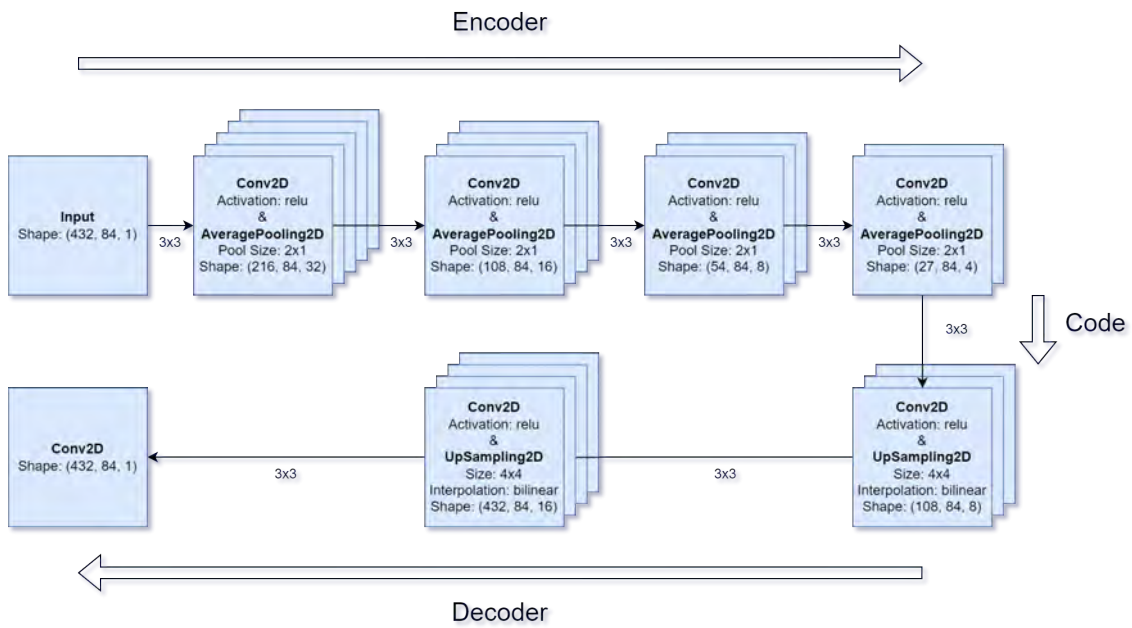 Encoder
Input
Shape: (432, 84, 1)
3x3
Conv2D
Activation: relu
&
AveragePooling2D
Pool Size: 2x1
Shape: (216, 84, 32)
3x3
Conv2D
Activation: relu
&
AveragePooling2D
Pool Size: 2x1
Shape: (108, 84, 16)
3x3
Conv2D
Activation: relu
&
AveragePooling2D
Pool Size: 2x1
Shape: (54, 84, 8)
3x3
Conv2D
Activation: relu
&
AveragePooling2D
Pool Size: 2x1
Shape: (27, 84, 4)
3x3
Code
Conv2D
Activation: relu
&
UpSampling2D
Size: 4x4
Interpolation: bilinear
Shape: (108, 84, 8)
3x3
Conv2D
Activation: relu
&
UpSampling2D
Size: 4x4
Interpolation: bilinear
Shape: (432, 84, 16)
3x3
Conv2D
Shape: (432, 84, 1)
Decoder